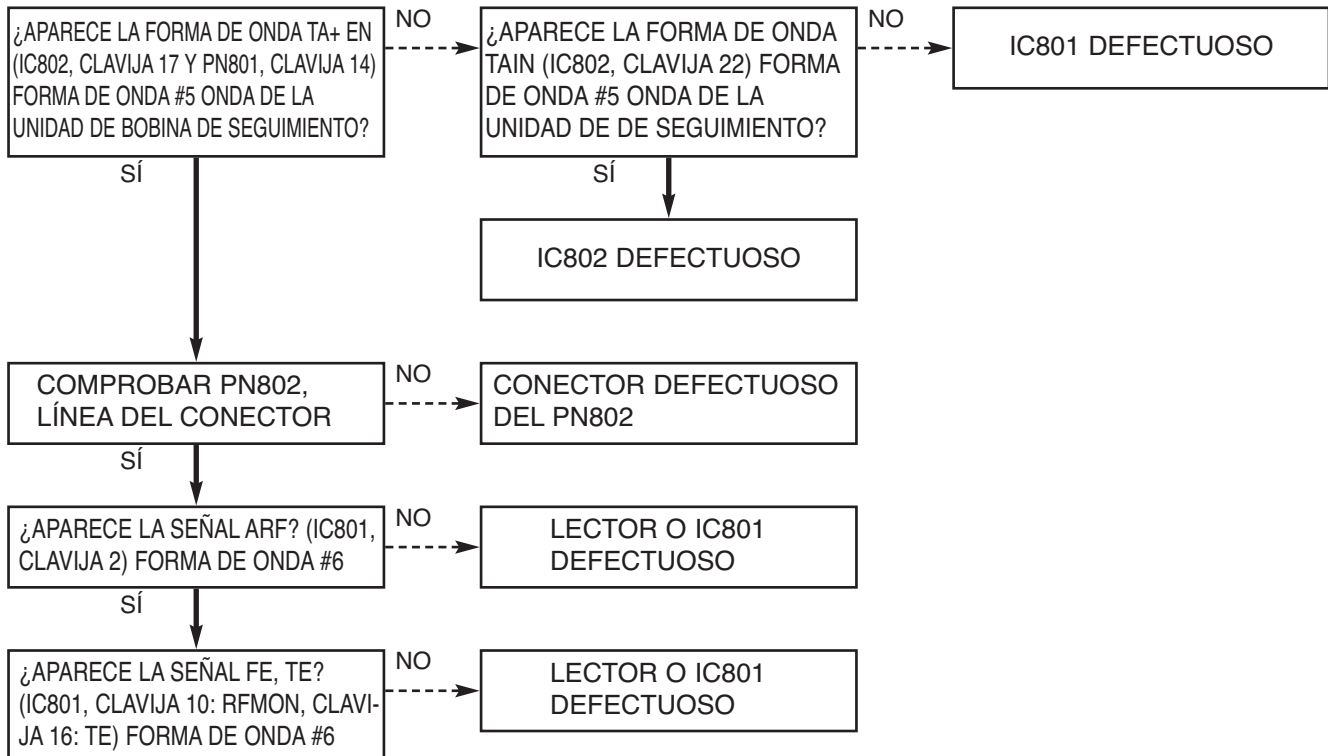 ¿APARECE LA FORMA DE ONDA TA+ EN
(IC802, CLAVIJA 17 Y PN801, CLAVIJA 14)
FORMA DE ONDA #5 ONDA DE LA
UNIDAD DE BOBINA DE SEGUIMIENTO?
NO
¿APARECE LA FORMA DE ONDA
TAIN (IC802, CLAVIJA 22) FORMA
DE ONDA #5 ONDA DE LA
UNIDAD DE DE SEGUIMIENTO?
NO
IC801 DEFECTUOSO
SÍ
SÍ
IC802 DEFECTUOSO
COMPROBAR PN802,
LÍNEA DEL CONECTOR
NO
CONECTOR DEFECTUOSO
DEL PN802
SÍ
¿APARECE LA SEÑAL ARF? (IC801,
CLAVIJA 2) FORMA DE ONDA #6
NO
LECTOR O IC801
DEFECTUOSO
SÍ
¿APARECE LA SEÑAL FE, TE?
(IC801, CLAVIJA 10: RFMON, CLAVI-
JA 16: TE) FORMA DE ONDA #6
NO
LECTOR O IC801
DEFECTUOSO